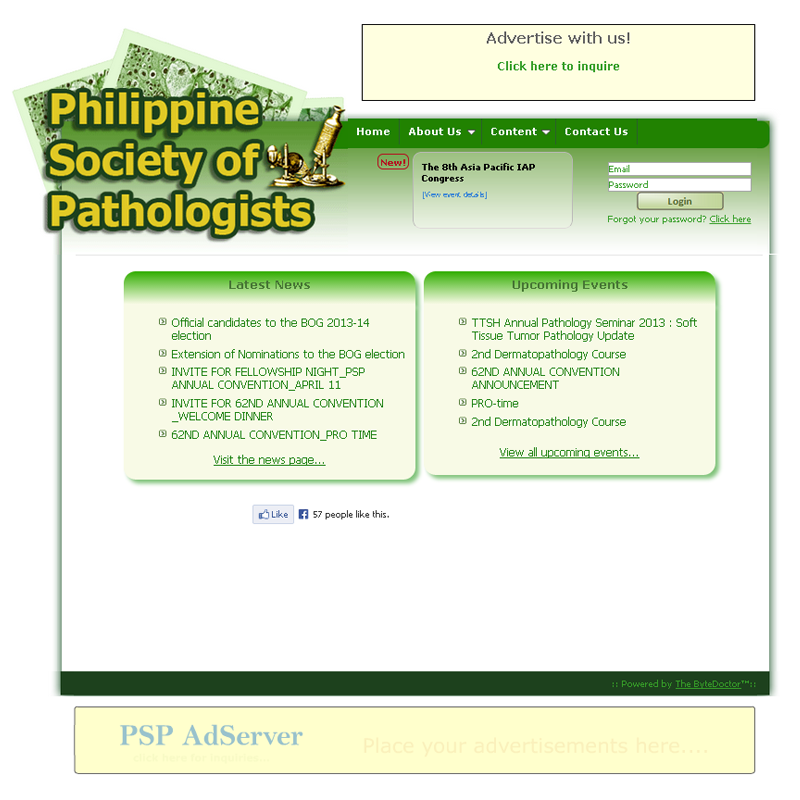 Advertise with us!
Click here to inquire
Philippine
Society of
Pathologists
Home About Us Content Contact Us
New!
The 8th Asia Pacific IAP
Congress
[View event details]
Email
Password
Login
Forgot your password? Click here
Latest News
Official candidates to the BOG 2013-14
election
Extension of Nominations to the BOG election
INVITE FOR FELLOWSHIP NIGHT_PSP
ANNUAL CONVENTION_APRIL 11
INVITE FOR 62ND ANNUAL CONVENTION
_WELCOME DINNER
62ND ANNUAL CONVENTION_PRO TIME
Visit the news page...
Upcoming Events
TTSH Annual Pathology Seminar 2013 : Soft
Tissue Tumor Pathology Update
2nd Dermatopathology Course
62ND ANNUAL CONVENTION
ANNOUNCEMENT
PRO-time
2nd Dermatopathology Course
View all upcoming events...
Like 57 people like this.
:: Powered by The ByteDoctor™::
PSP AdServer
click here for inquiries...
Place your advertisements here....